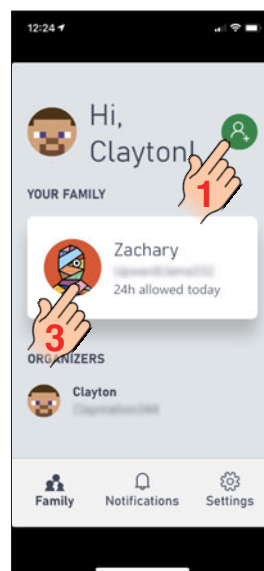 12:24
Hi,
Clayton!
1
YOUR FAMILY
Zachary
24h allowed today
3
ORGANIZERS
Clayton
Family Notifications Settings